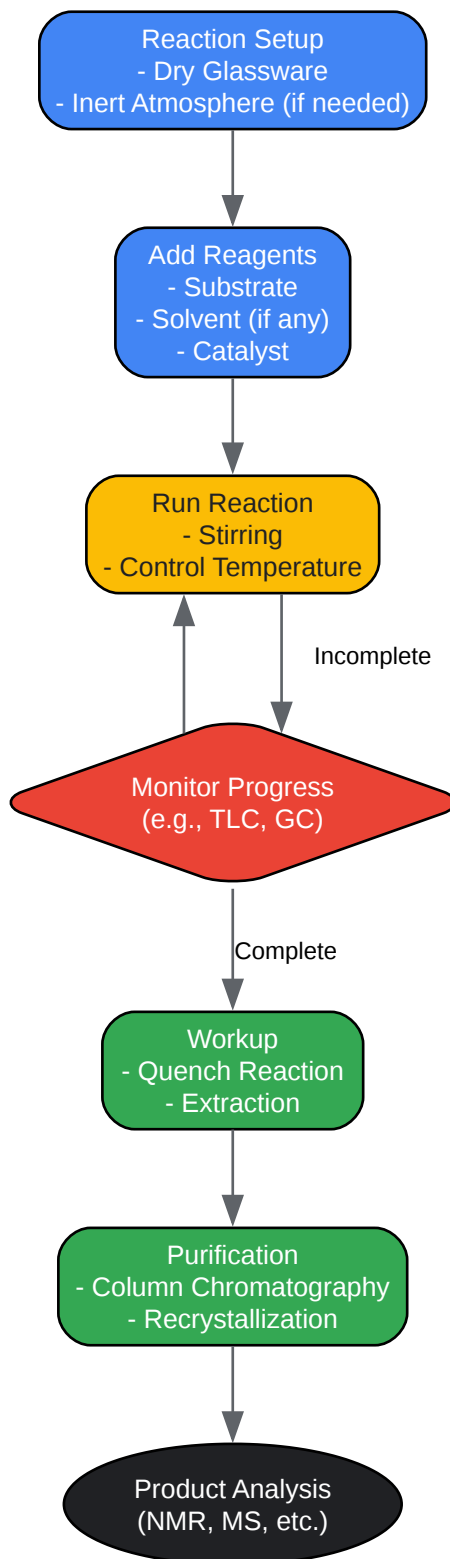 Reaction Setup
- Dry Glassware
- Inert Atmosphere (if needed)
Add Reagents
- Substrate
- Solvent (if any)
- Catalyst
Run Reaction
- Stirring
- Control Temperature
Incomplete
Monitor Progress
(e.g., TLC, GC)
Complete
Workup
- Quench Reaction
- Extraction
Purification
- Column Chromatography
- Recrystallization
Product Analysis
(NMR, MS, etc.)